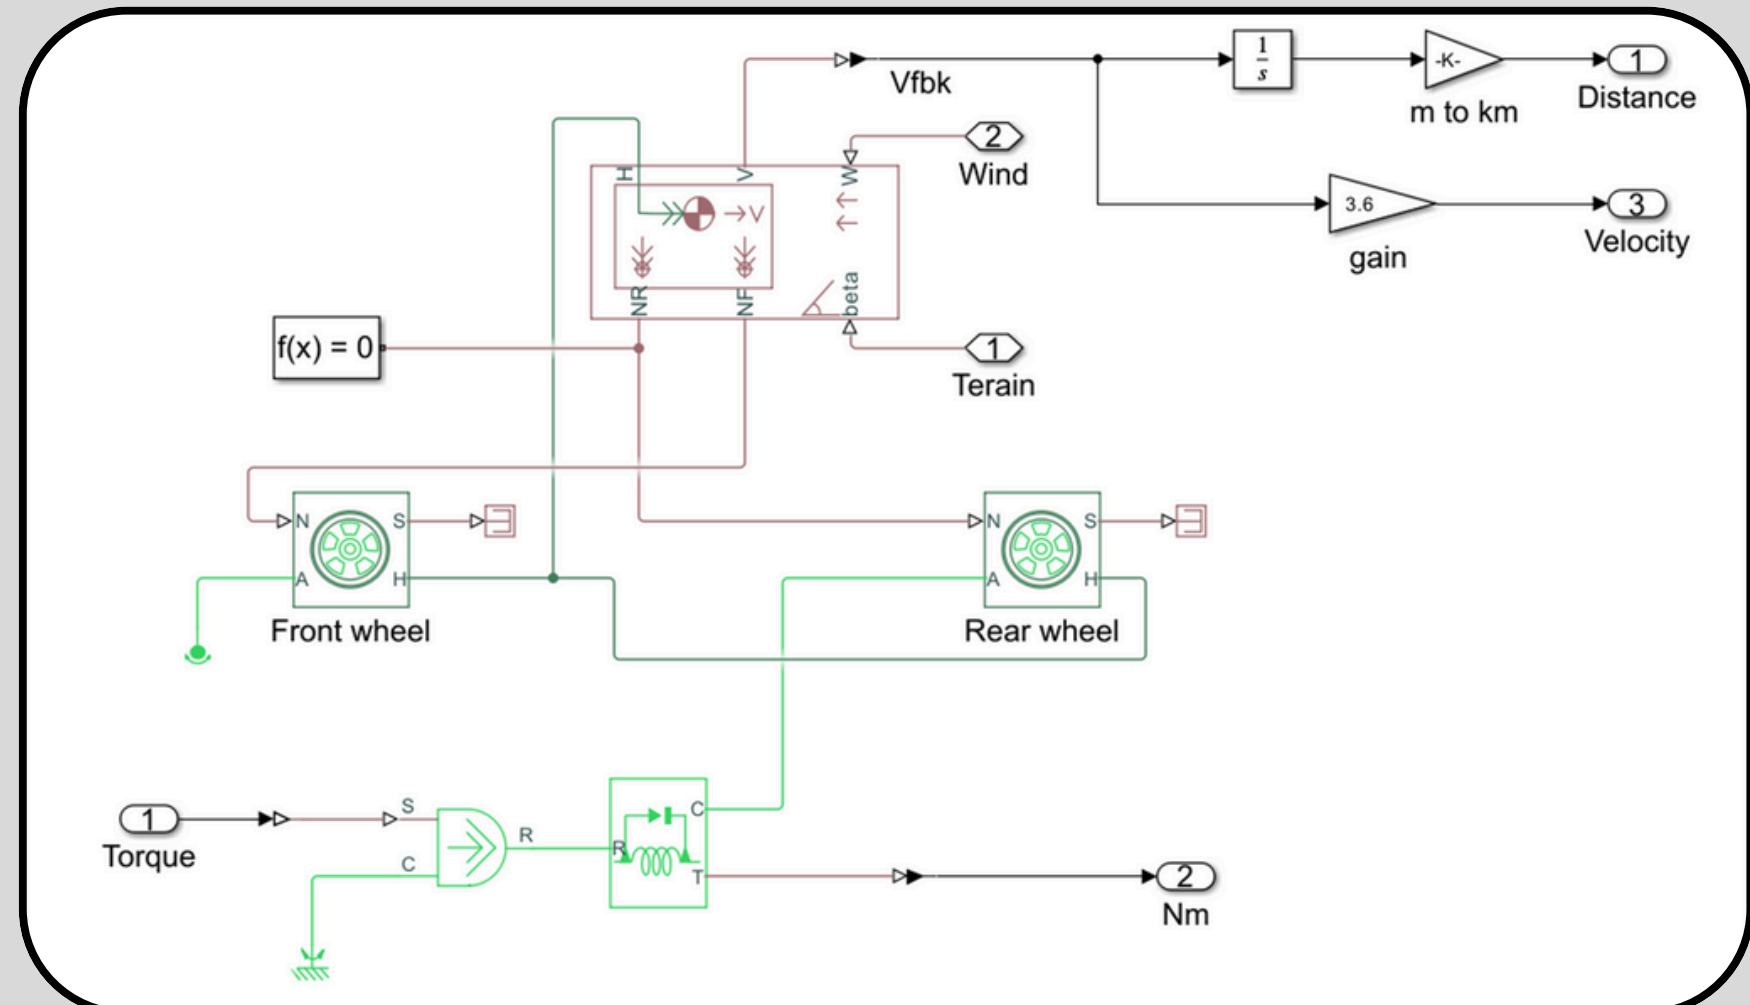 1
s
-K-
1
Vfbk
m to km
Distance
2
H
V
W
Wind
3.6
3
V
gain
Velocity
NR
NF
beta
f(x) = 0
1
Terain
N
S
N
S
A
H
A
H
Front wheel
Rear wheel
1
S
C
Torque
R
R
C
T
2
Nm